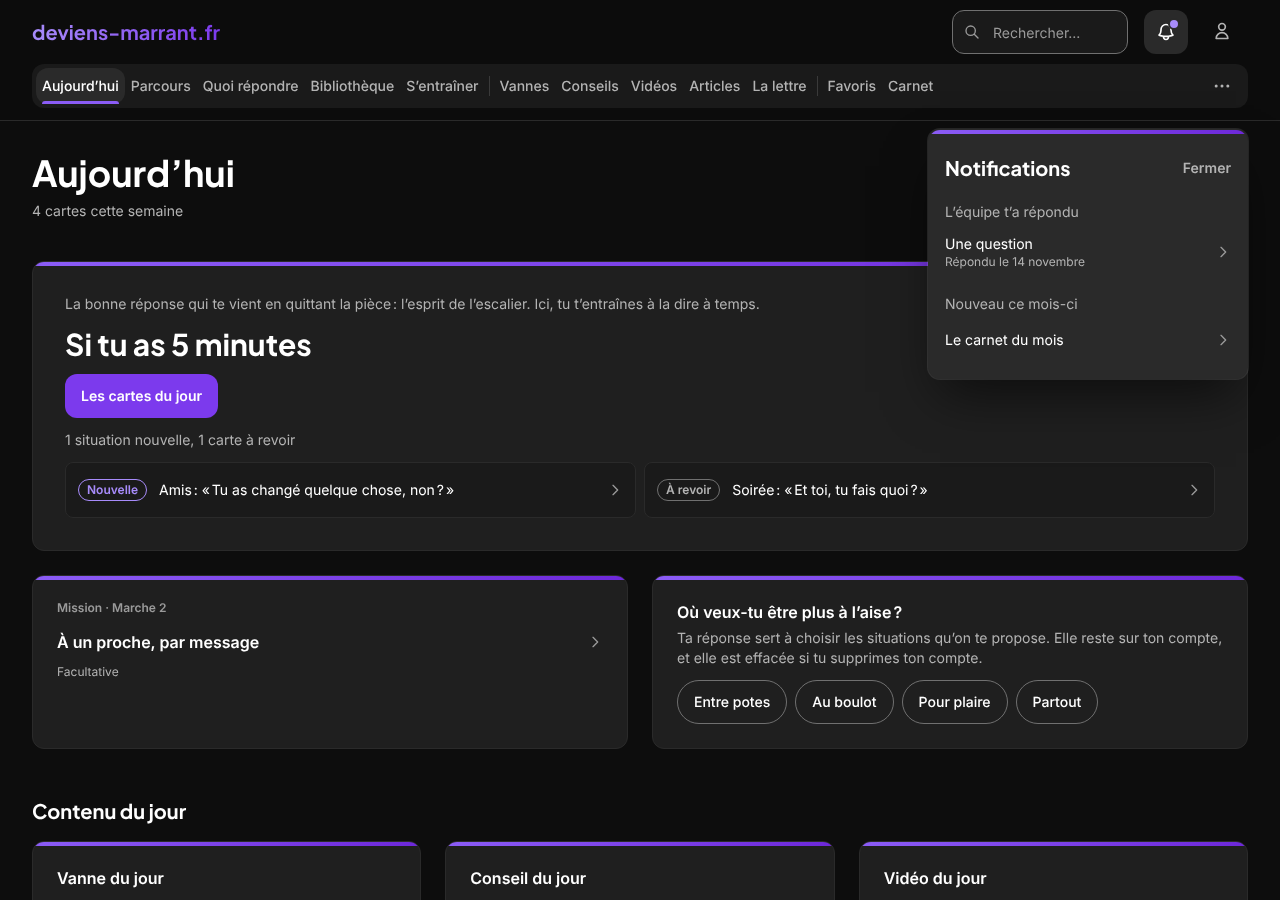 deviens-marrant.fr
Rechercher...
Aujourd’hui Parcours Quoi répondre Bibliothèque S’entraîner Vannes Conseils Vidéos Articles La lettre Favoris Carnet
Aujourd’hui
4 cartes cette semaine
Notifications
Fermer
L’équipe t’a répondu
Une question
Répondu le 14 novembre
Nouveau ce mois-ci
Le carnet du mois
La bonne réponse qui te vient en quittant la pièce : l’esprit de l’escalier. Ici, tu t’entraînes à la dire à temps.
Si tu as 5 minutes
Les cartes du jour
1 situation nouvelle, 1 carte à revoir
Nouvelle Amis : « Tu as changé quelque chose, non ? »
À revoir Soirée : « Et toi, tu fais quoi ? »
Mission · Marche 2
À un proche, par message
Facultative
Où veux-tu être plus à l’aise ?
Ta réponse sert à choisir les situations qu’on te propose. Elle reste sur ton compte,
et elle est effacée si tu supprimes ton compte.
Entre potes Au boulot Pour plaire Partout
Contenu du jour
Vanne du jour
Conseil du jour
Vidéo du jour